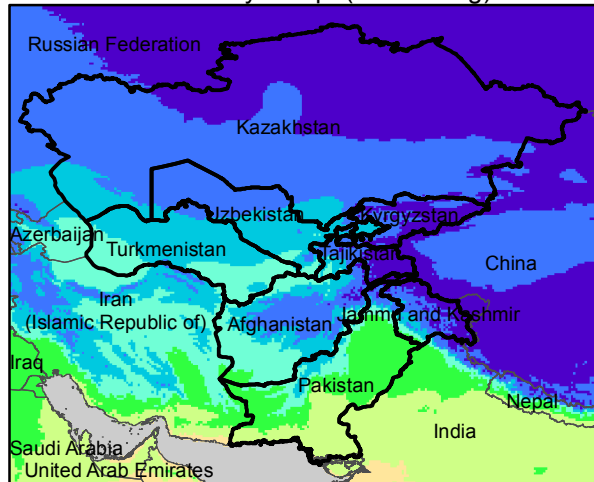 Russian Federation
Kazakhstan
Izbekistan
Kyrgyzstan
Azerbaijan
Turkmenistan
Tajikistan
China
Iran
(Islamic Republic of)
Afghanistan
Jammu and Kashmir
Iraq
Pakistan
Nepal
India
Saudi Arabia
United Arab Emirates